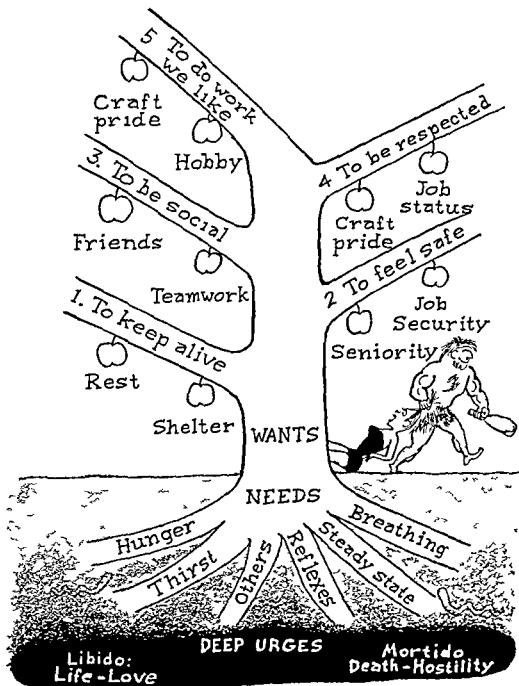 5 To do work
we like
Craft
pride
Hobby
4 To be respected
Job
status
Craft
pride
3. To be social
Friends
Teamwork
2 To feel safe
Job
Security
Seniority
1. To keep alive
Rest
Shelter
WANTS
NEEDS
Hunger
Thirst
Others
Reflexes
Steady state
Breathing
DEEP URGES
Libido:
Life-Love
Mortido
Death-Hostility